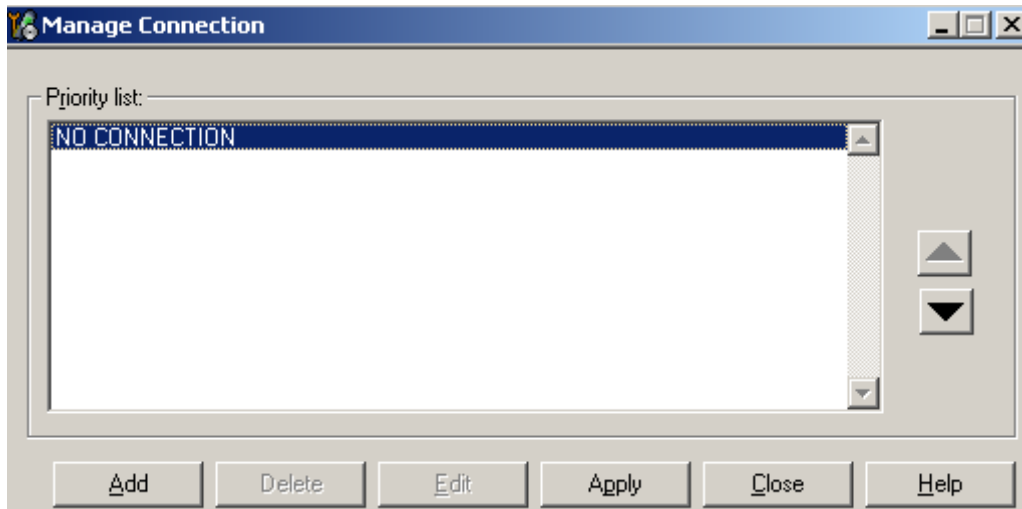 Manage Connection
Priority list:
NO CONNECTION
Add Delete Edit Apply Close Help